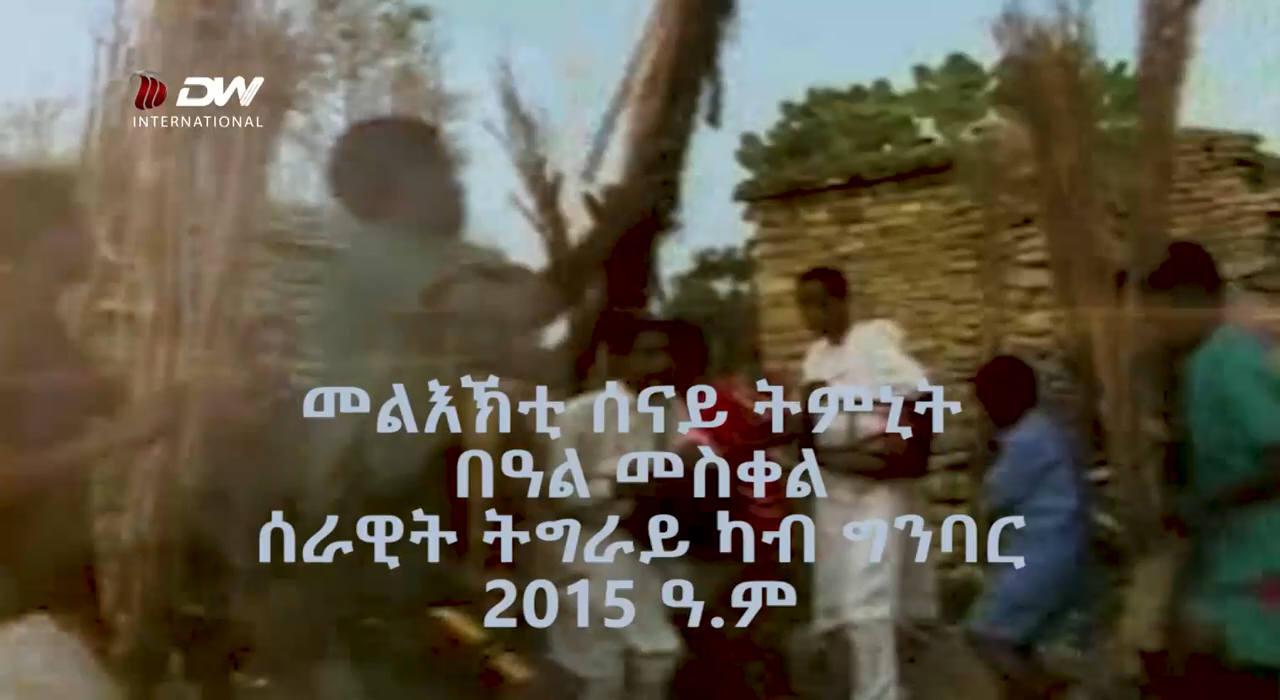 DW
INTERNATIONAL
መልእኽቲ ሰናይ ትምኒት
በዓል መስቀል
ሰራዊት ትግራይ ካብ ግንባር
2015 ዓ.ም